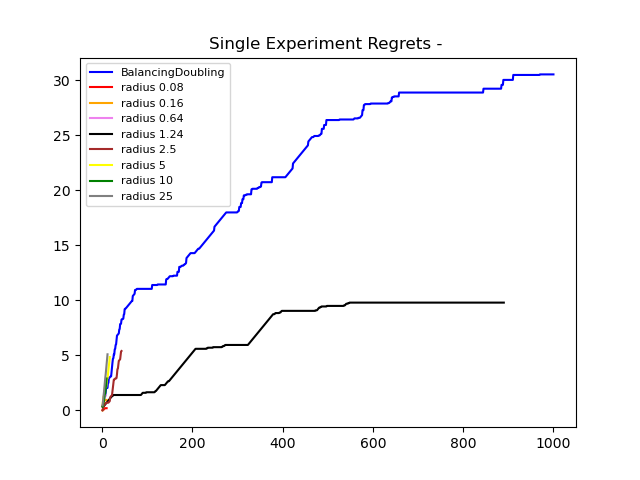 Single Experiment Regrets -
BalancingDoubling
radius 0.08
radius 0.16
radius 0.64
radius 1.24
radius 2.5
radius 5
radius 10
radius 25
30
25
20
15
10
5
0
0 200 400 600 800 1000